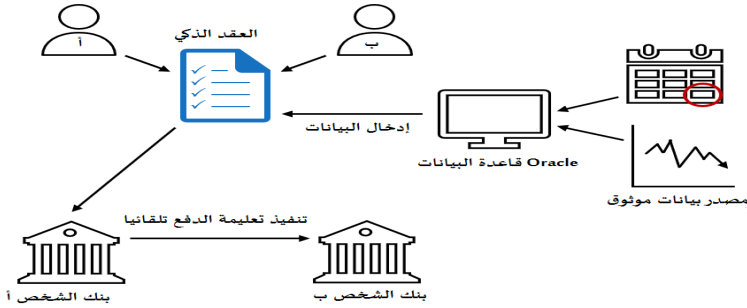 العقد الذكي
أ
ب
إدخال البيانات
قاعدة البيانات Oracle
مصدر بيانات موثوق
تنفيذ تعليمة الدفع تلقائيا
بنك الشخص أ
بنك الشخص ب